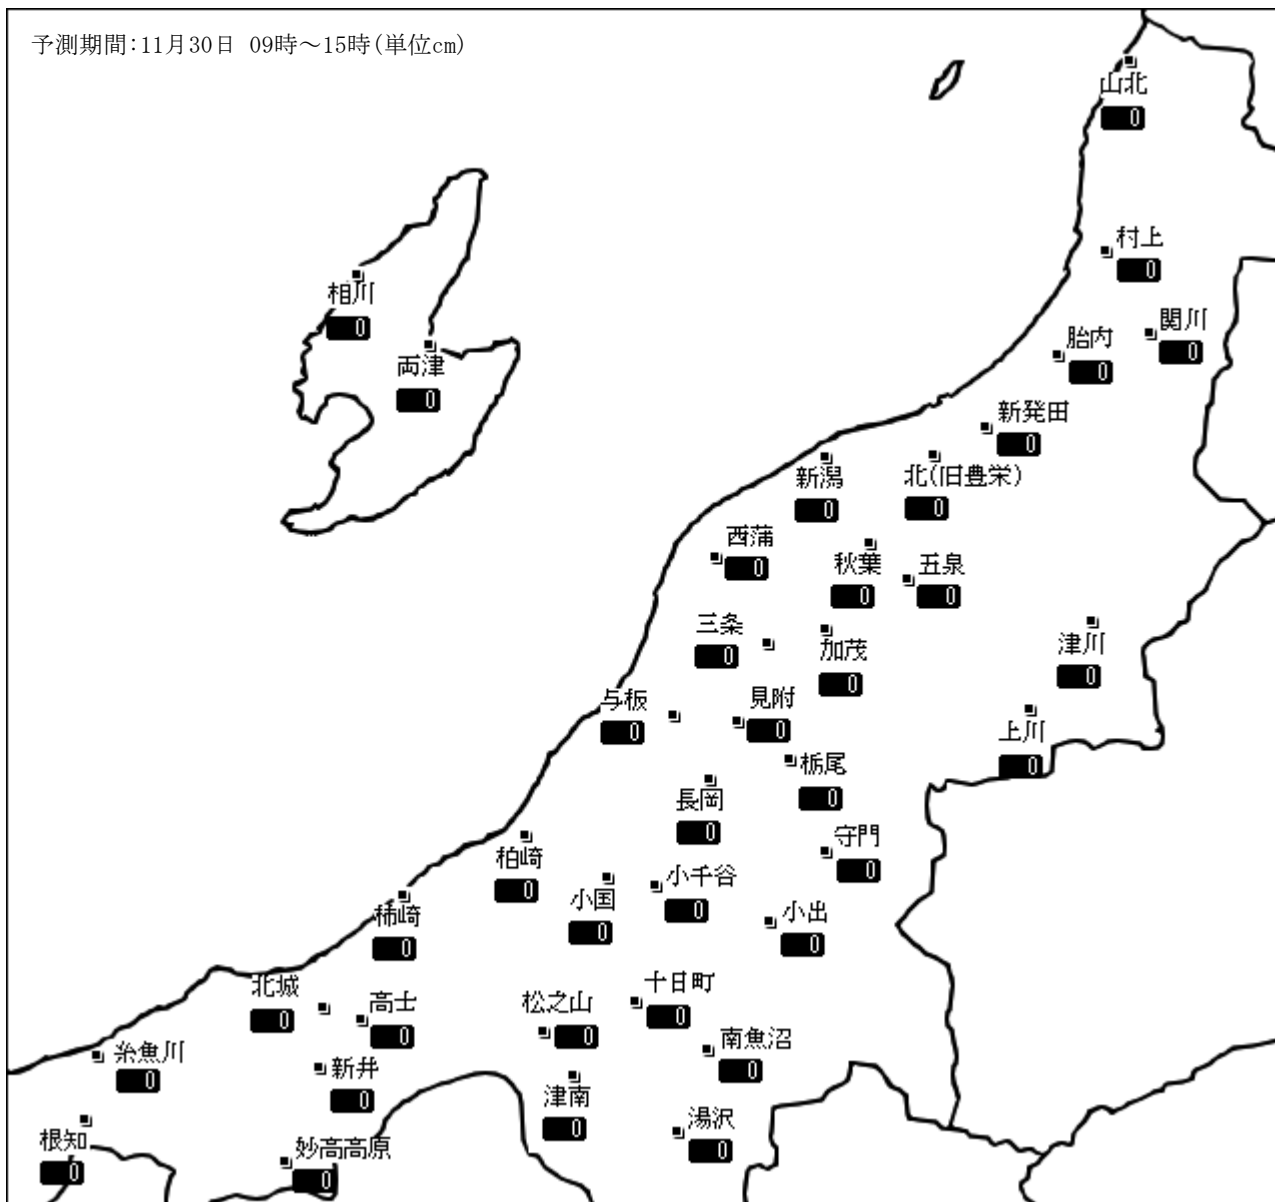 予測期間:11月30日 09時～15時(単位cm)
山北
0
村上
0
相川
0
関川
0
胎内
0
両津
0
新発田
0
新潟
0
北(旧豊栄)
0
西蒲
0
秋葉
0
五泉
0
三条
0
加茂
0
津川
0
与板
0
見附
0
上川
0
栃尾
0
長岡
0
守門
0
柏崎
0
小千谷
0
小国
0
小出
0
柿崎
0
北城
0
高士
0
松之山
0
十日町
0
南魚沼
0
糸魚川
0
新井
0
津南
0
湯沢
0
根知
0
妙高高原
0